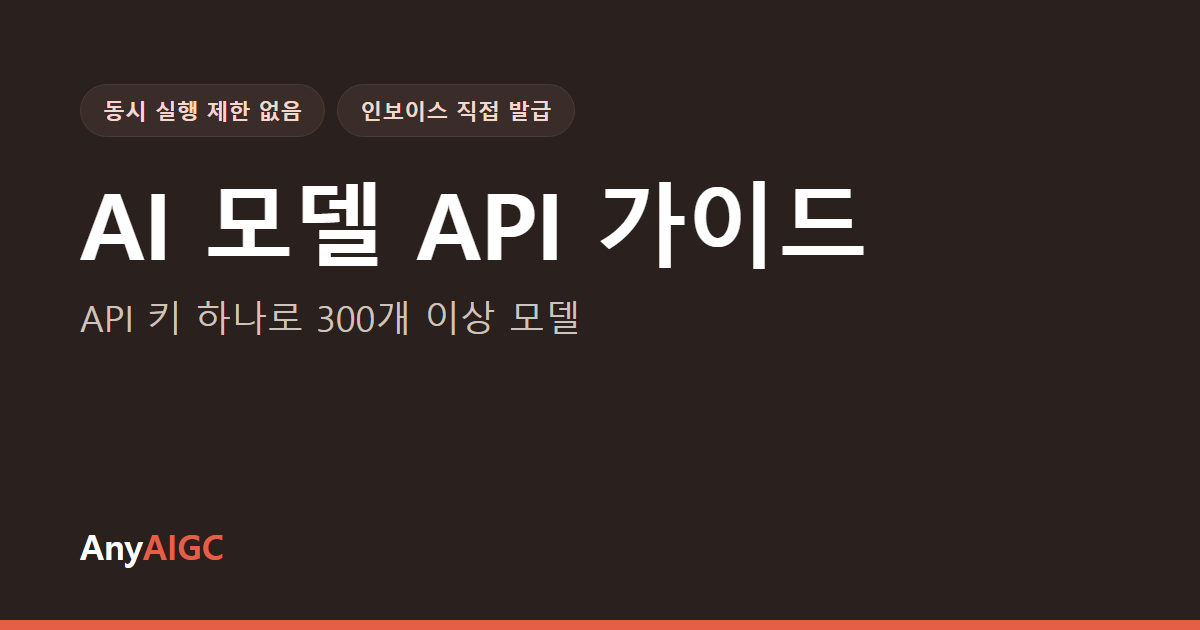 동시 실행 제한 없음
인보이스 직접 발급
AI 모델 API 가이드
API 키 하나로 300개 이상 모델
AnyAIGC